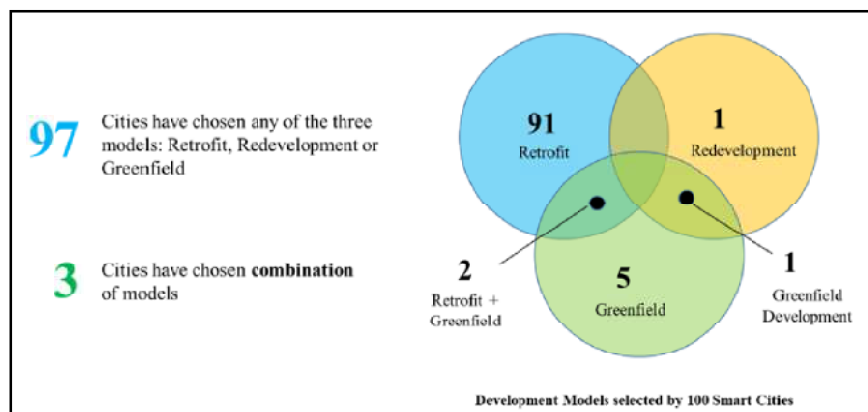 97
Cities have chosen any of the three
models: Retrofit, Redevelopment or
Greenfield
3
Cities have chosen combination
of models
91
Retrofit
1
Redevelopment
2
Retrofit +
Greenfield
5
Greenfield
1
Greenfield
Development
Development Models selected by 100 Smart Cities